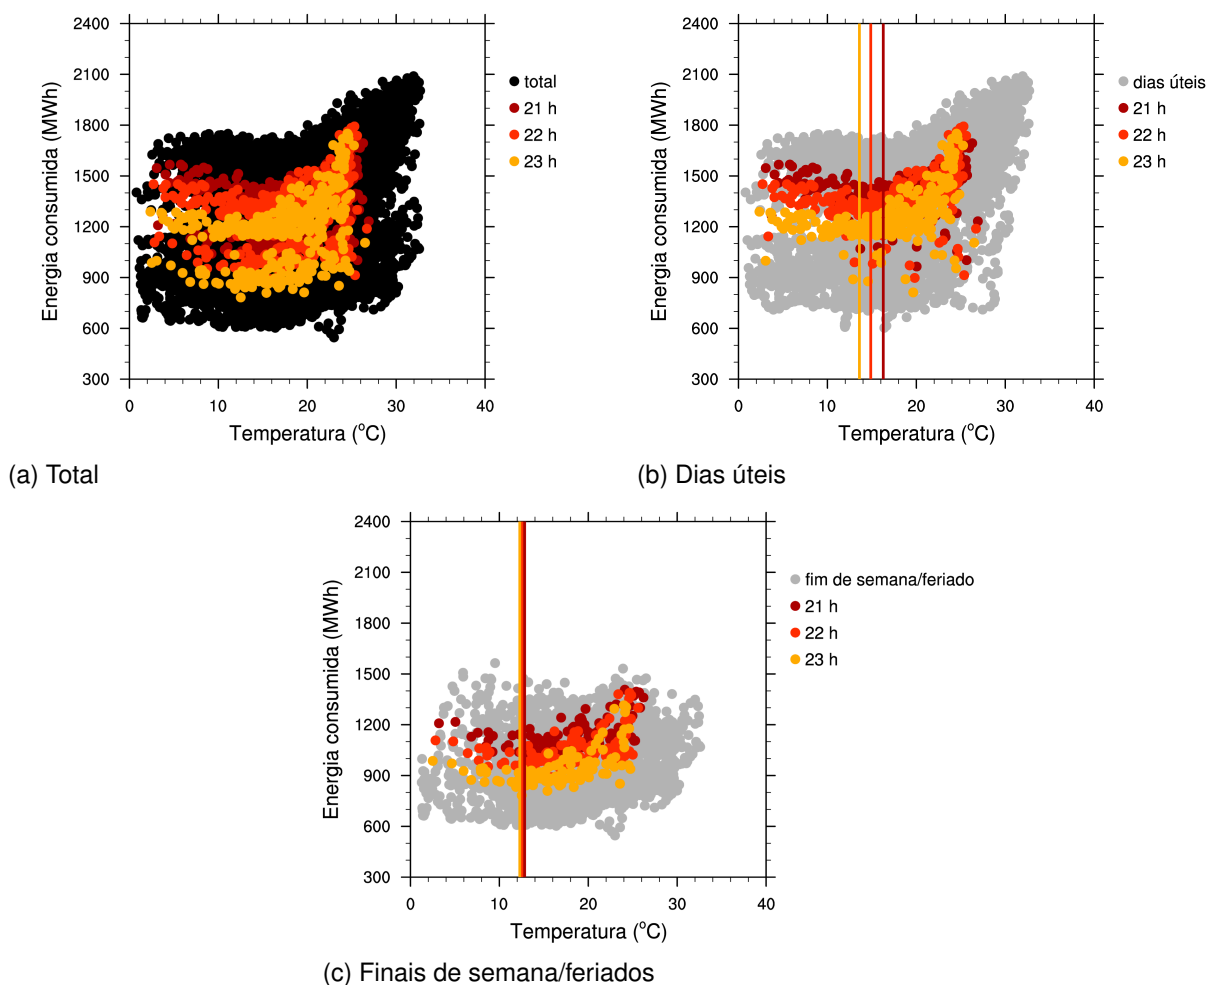 2400
2100
1800
1500
1200
900
600
300
0 10 20 30 40
Energia consumida (MWh)
Temperatura (°C)
total
21 h
22 h
23 h
(a) Total
2400
2100
1800
1500
1200
900
600
300
0 10 20 30 40
Energia consumida (MWh)
Temperatura (°C)
dias úteis
21 h
22 h
23 h
(b) Dias úteis
2400
2100
1800
1500
1200
900
600
300
0 10 20 30 40
Energia consumida (MWh)
Temperatura (°C)
fim de semana/feriado
21 h
22 h
23 h
(c) Finais de semana/feriados